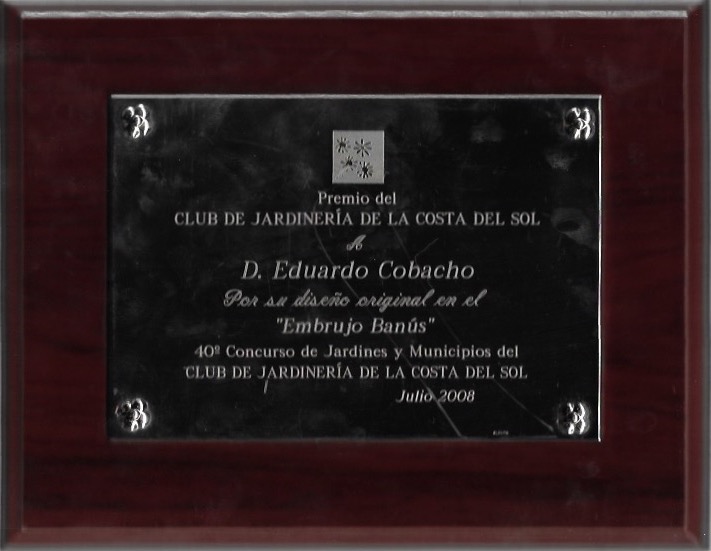 Premio del
CLUB DE JARDINERÍA DE LA COSTA DEL SOL
A
D. Eduardo Cobacho
Por su diseño original en el
"Embrujo Banús"
40º Concurso de Jardines y Municipios del
CLUB DE JARDINERÍA DE LA COSTA DEL SOL
Julio 2008